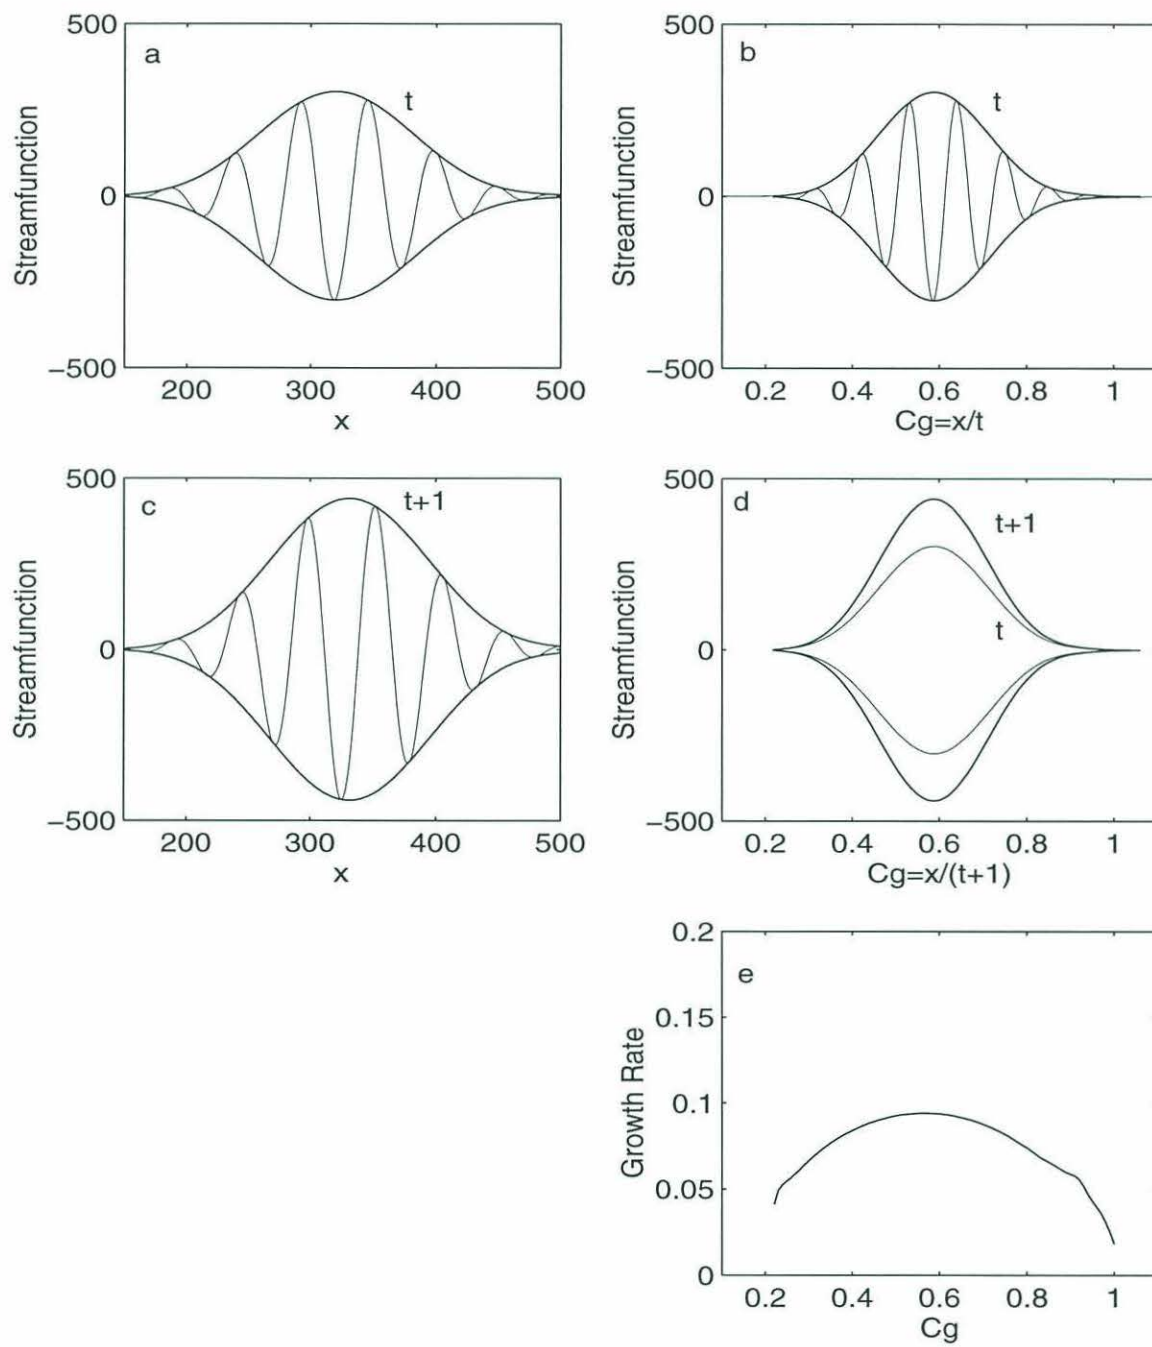 500
a
t
Streamfunction
0
−500
200 300 400 500
x
500
b
t
Streamfunction
0
−500
0.2 0.4 0.6 0.8 1
Cg=x/t
500
c
t+1
Streamfunction
0
−500
200 300 400 500
x
500
d
t+1
Streamfunction
t
0
−500
0.2 0.4 0.6 0.8 1
Cg=x/(t+1)
0.2
e
0.15
Growth Rate
0.1
0.05
0
0.2 0.4 0.6 0.8 1
Cg